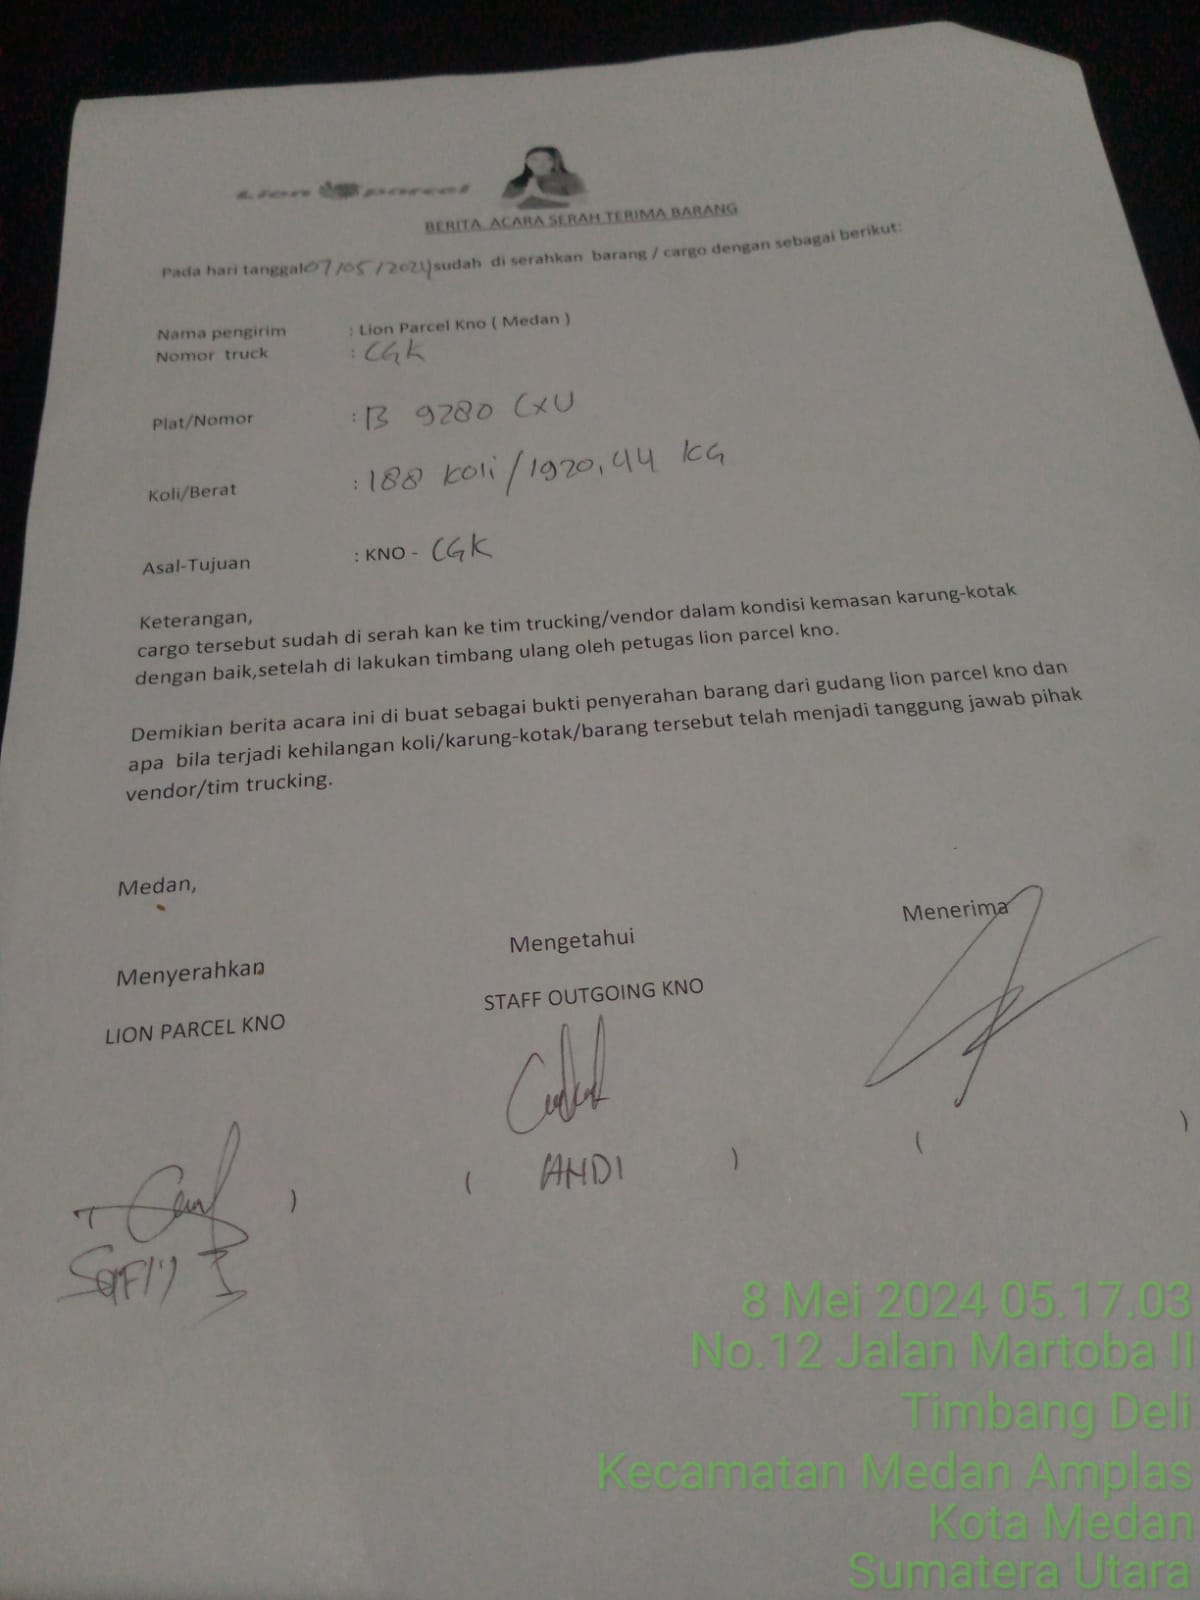 Lion parcel
BERITA ACARA SERAH TERIMA BARANG
Pada hari tanggal 07/05/2024 sudah di serahkan barang / cargo dengan sebagai berikut:
Nama pengirim : Lion Parcel Kno ( Medan )
Nomor truck : CGK
Plat/Nomor : B 9280 CXU
Koli/Berat : 188 Koli/1920,44 KG
Asal-Tujuan : KNO - CGK
Keterangan,
cargo tersebut sudah di serah kan ke tim trucking/vendor dalam kondisi kemasan karung-kotak
dengan baik,setelah di lakukan timbang ulang oleh petugas lion parcel kno.
Demikian berita acara ini di buat sebagai bukti penyerahan barang dari gudang lion parcel kno dan
apa bila terjadi kehilangan koli/karung-kotak/barang tersebut telah menjadi tanggung jawab pihak
vendor/tim trucking.
Medan,
Menyerahkan Mengetahui Menerima
LION PARCEL KNO STAFF OUTGOING KNO
) ( ANDI ) ( )
8 Mei 2024 05.17.03
No.12 Jalan Martoba II
Timbang Deli
Kecamatan Medan Amplas
Kota Medan
Sumatera Utara